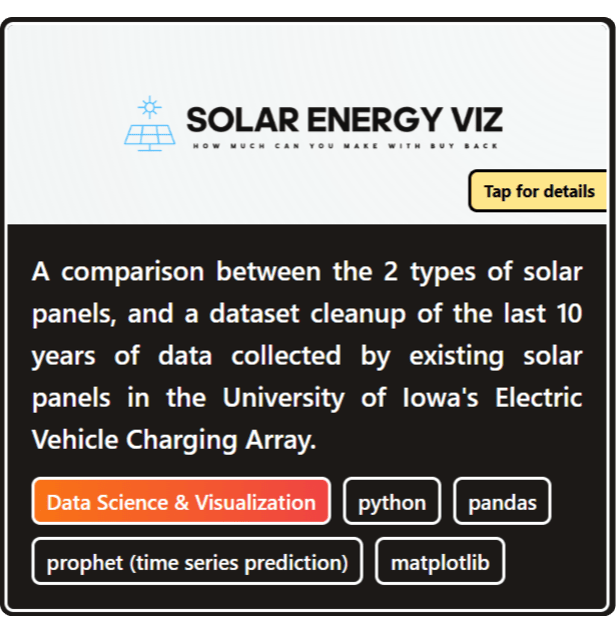 SOLAR ENERGY VIZ
HOW MUCH CAN YOU MAKE WITH BUY BACK
Tap for details
A comparison between the 2 types of solar
panels, and a dataset cleanup of the last 10
years of data collected by existing solar
panels in the University of Iowa's Electric
Vehicle Charging Array.
Data Science & Visualization
python
pandas
prophet (time series prediction)
matplotlib